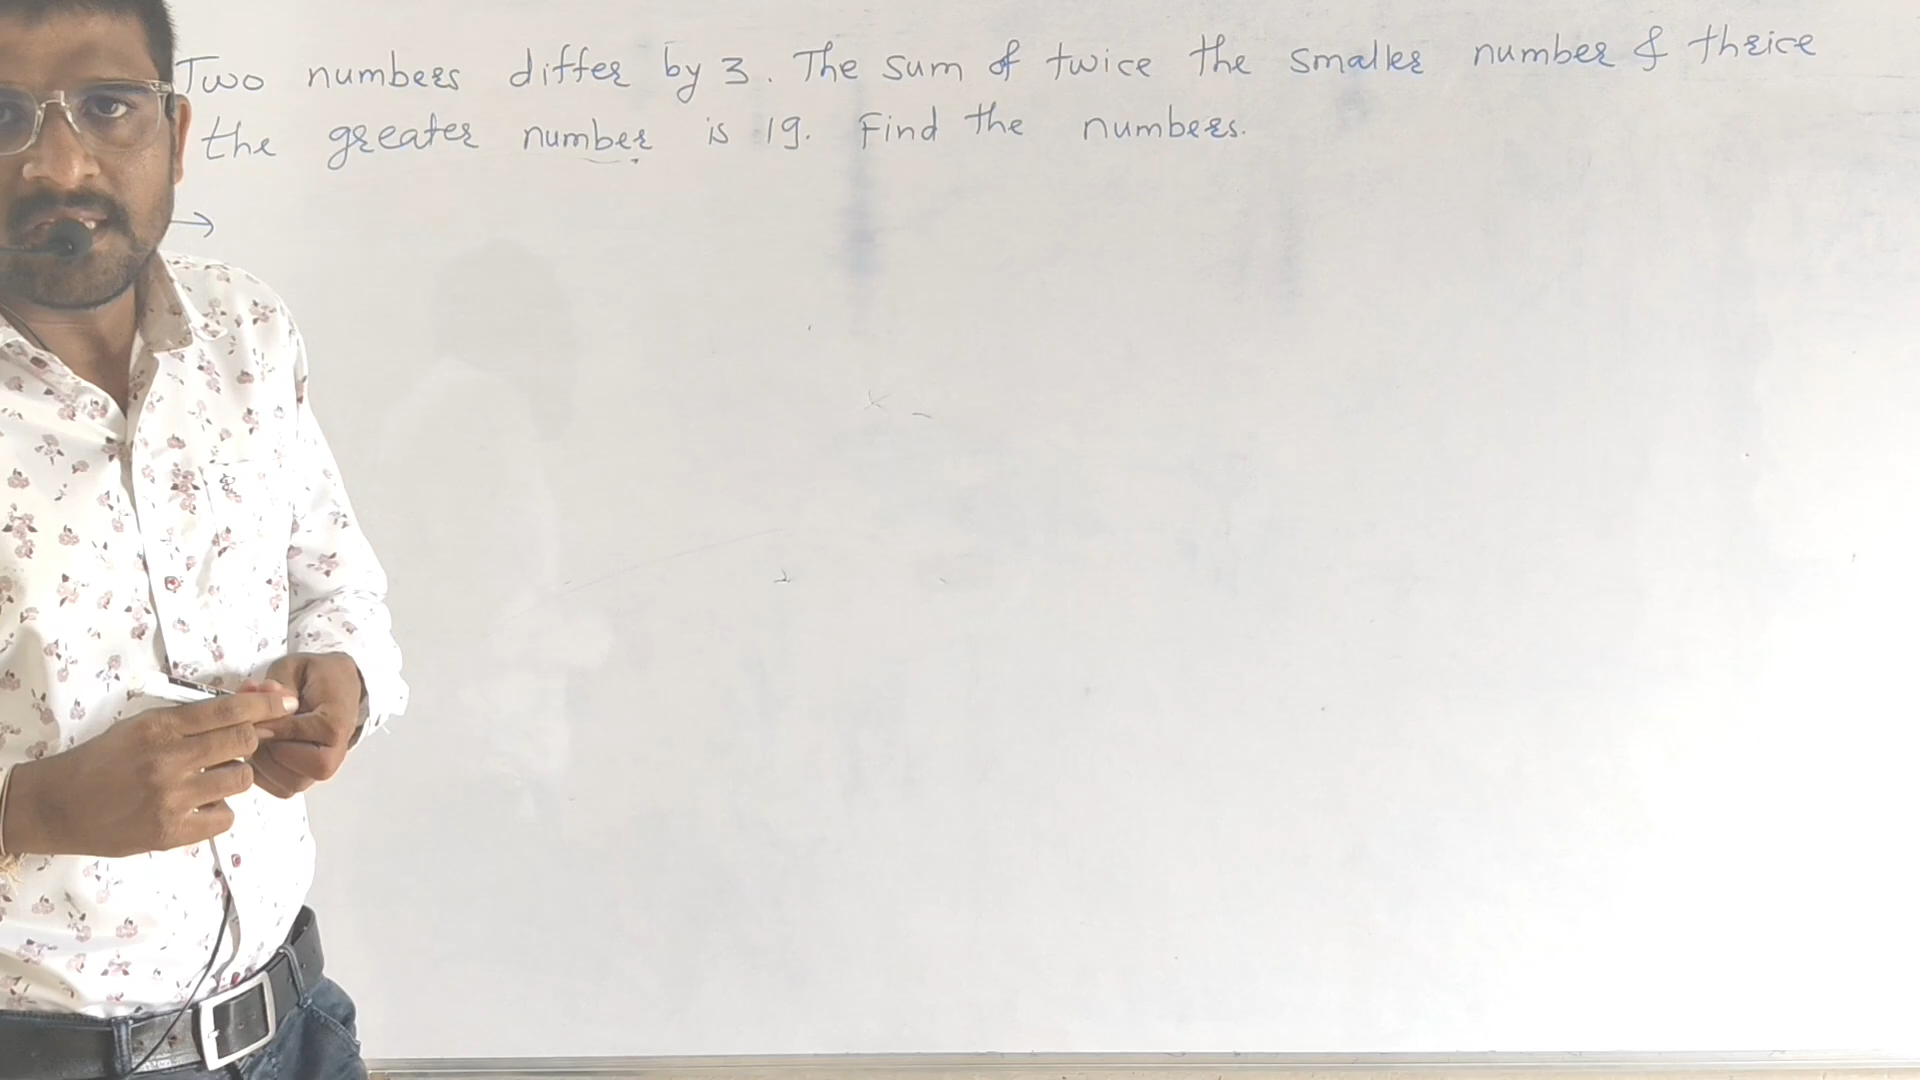 Two numbers differ by 3. The sum of twice the smaller number & thrice
the greater number is 19. Find the numbers.
→